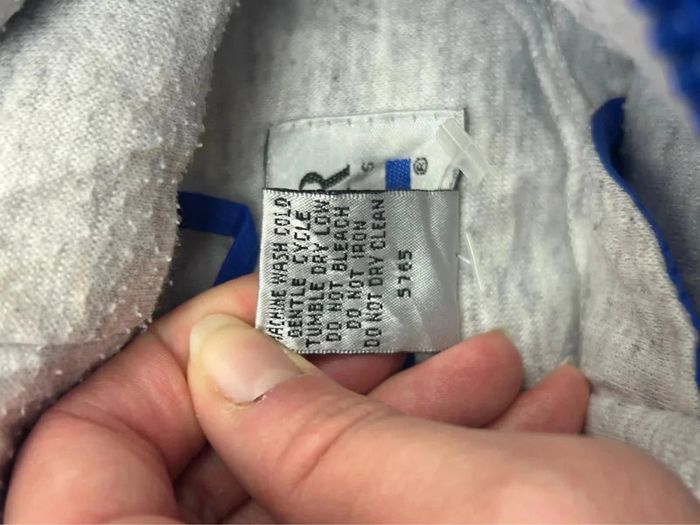 R
S
®
MACHINE WASH COLD
GENTLE CYCLE
TUMBLE DRY LOW
DO NOT BLEACH
DO NOT IRON
DO NOT DRY CLEAN
5765